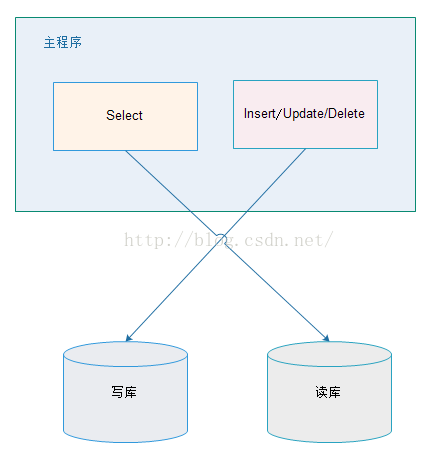 主程序
Select
Insert/Update/Delete
http://blog.csdn.net/
写库
读库